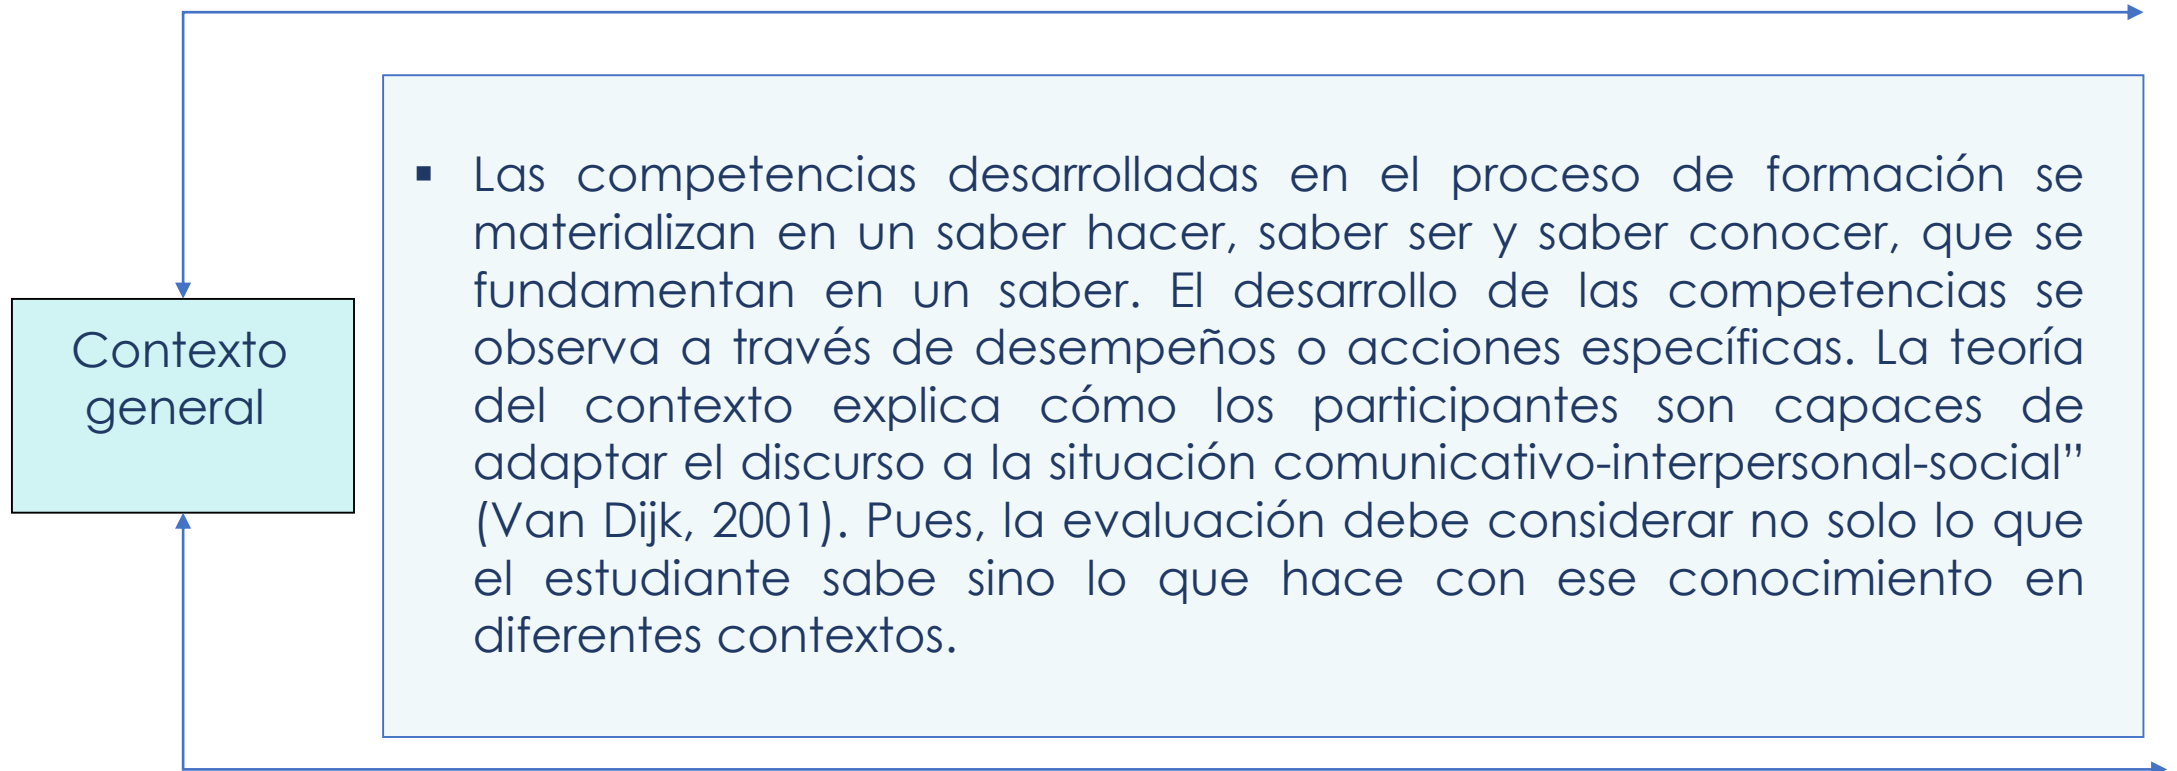 Contexto
general
▪ Las competencias desarrolladas en el proceso de formación se
materializan en un saber hacer, saber ser y saber conocer, que se
fundamentan en un saber. El desarrollo de las competencias se
observa a través de desempeños o acciones específicas. La teoría
del contexto explica cómo los participantes son capaces de
adaptar el discurso a la situación comunicativo-interpersonal-social”
(Van Dijk, 2001). Pues, la evaluación debe considerar no solo lo que
el estudiante sabe sino lo que hace con ese conocimiento en
diferentes contextos.